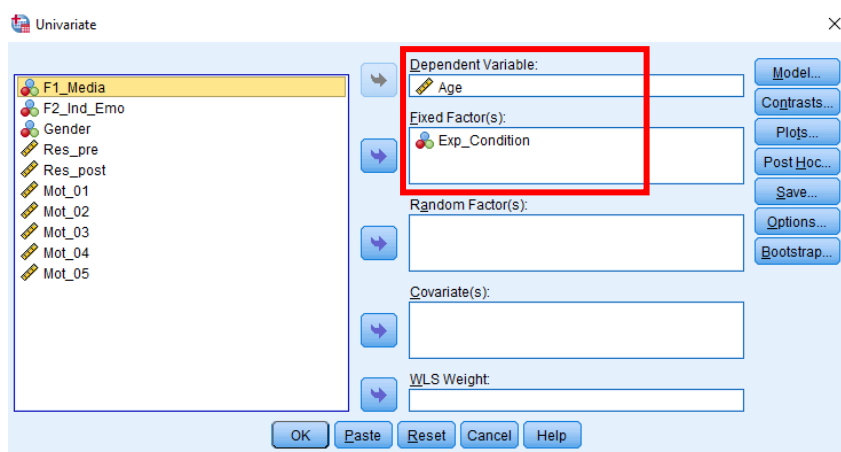 Univariate
F1_Media
F2_Ind_Emo
Gender
Res_pre
Res_post
Mot_01
Mot_02
Mot_03
Mot_04
Mot_05
Dependent Variable:
Age
Fixed Factor(s):
Exp_Condition
Random Factor(s):
Covariate(s):
WLS Weight:
Model...
Contrasts...
Plots...
Post Hoc...
Save...
Options...
Bootstrap...
OK Paste Reset Cancel Help